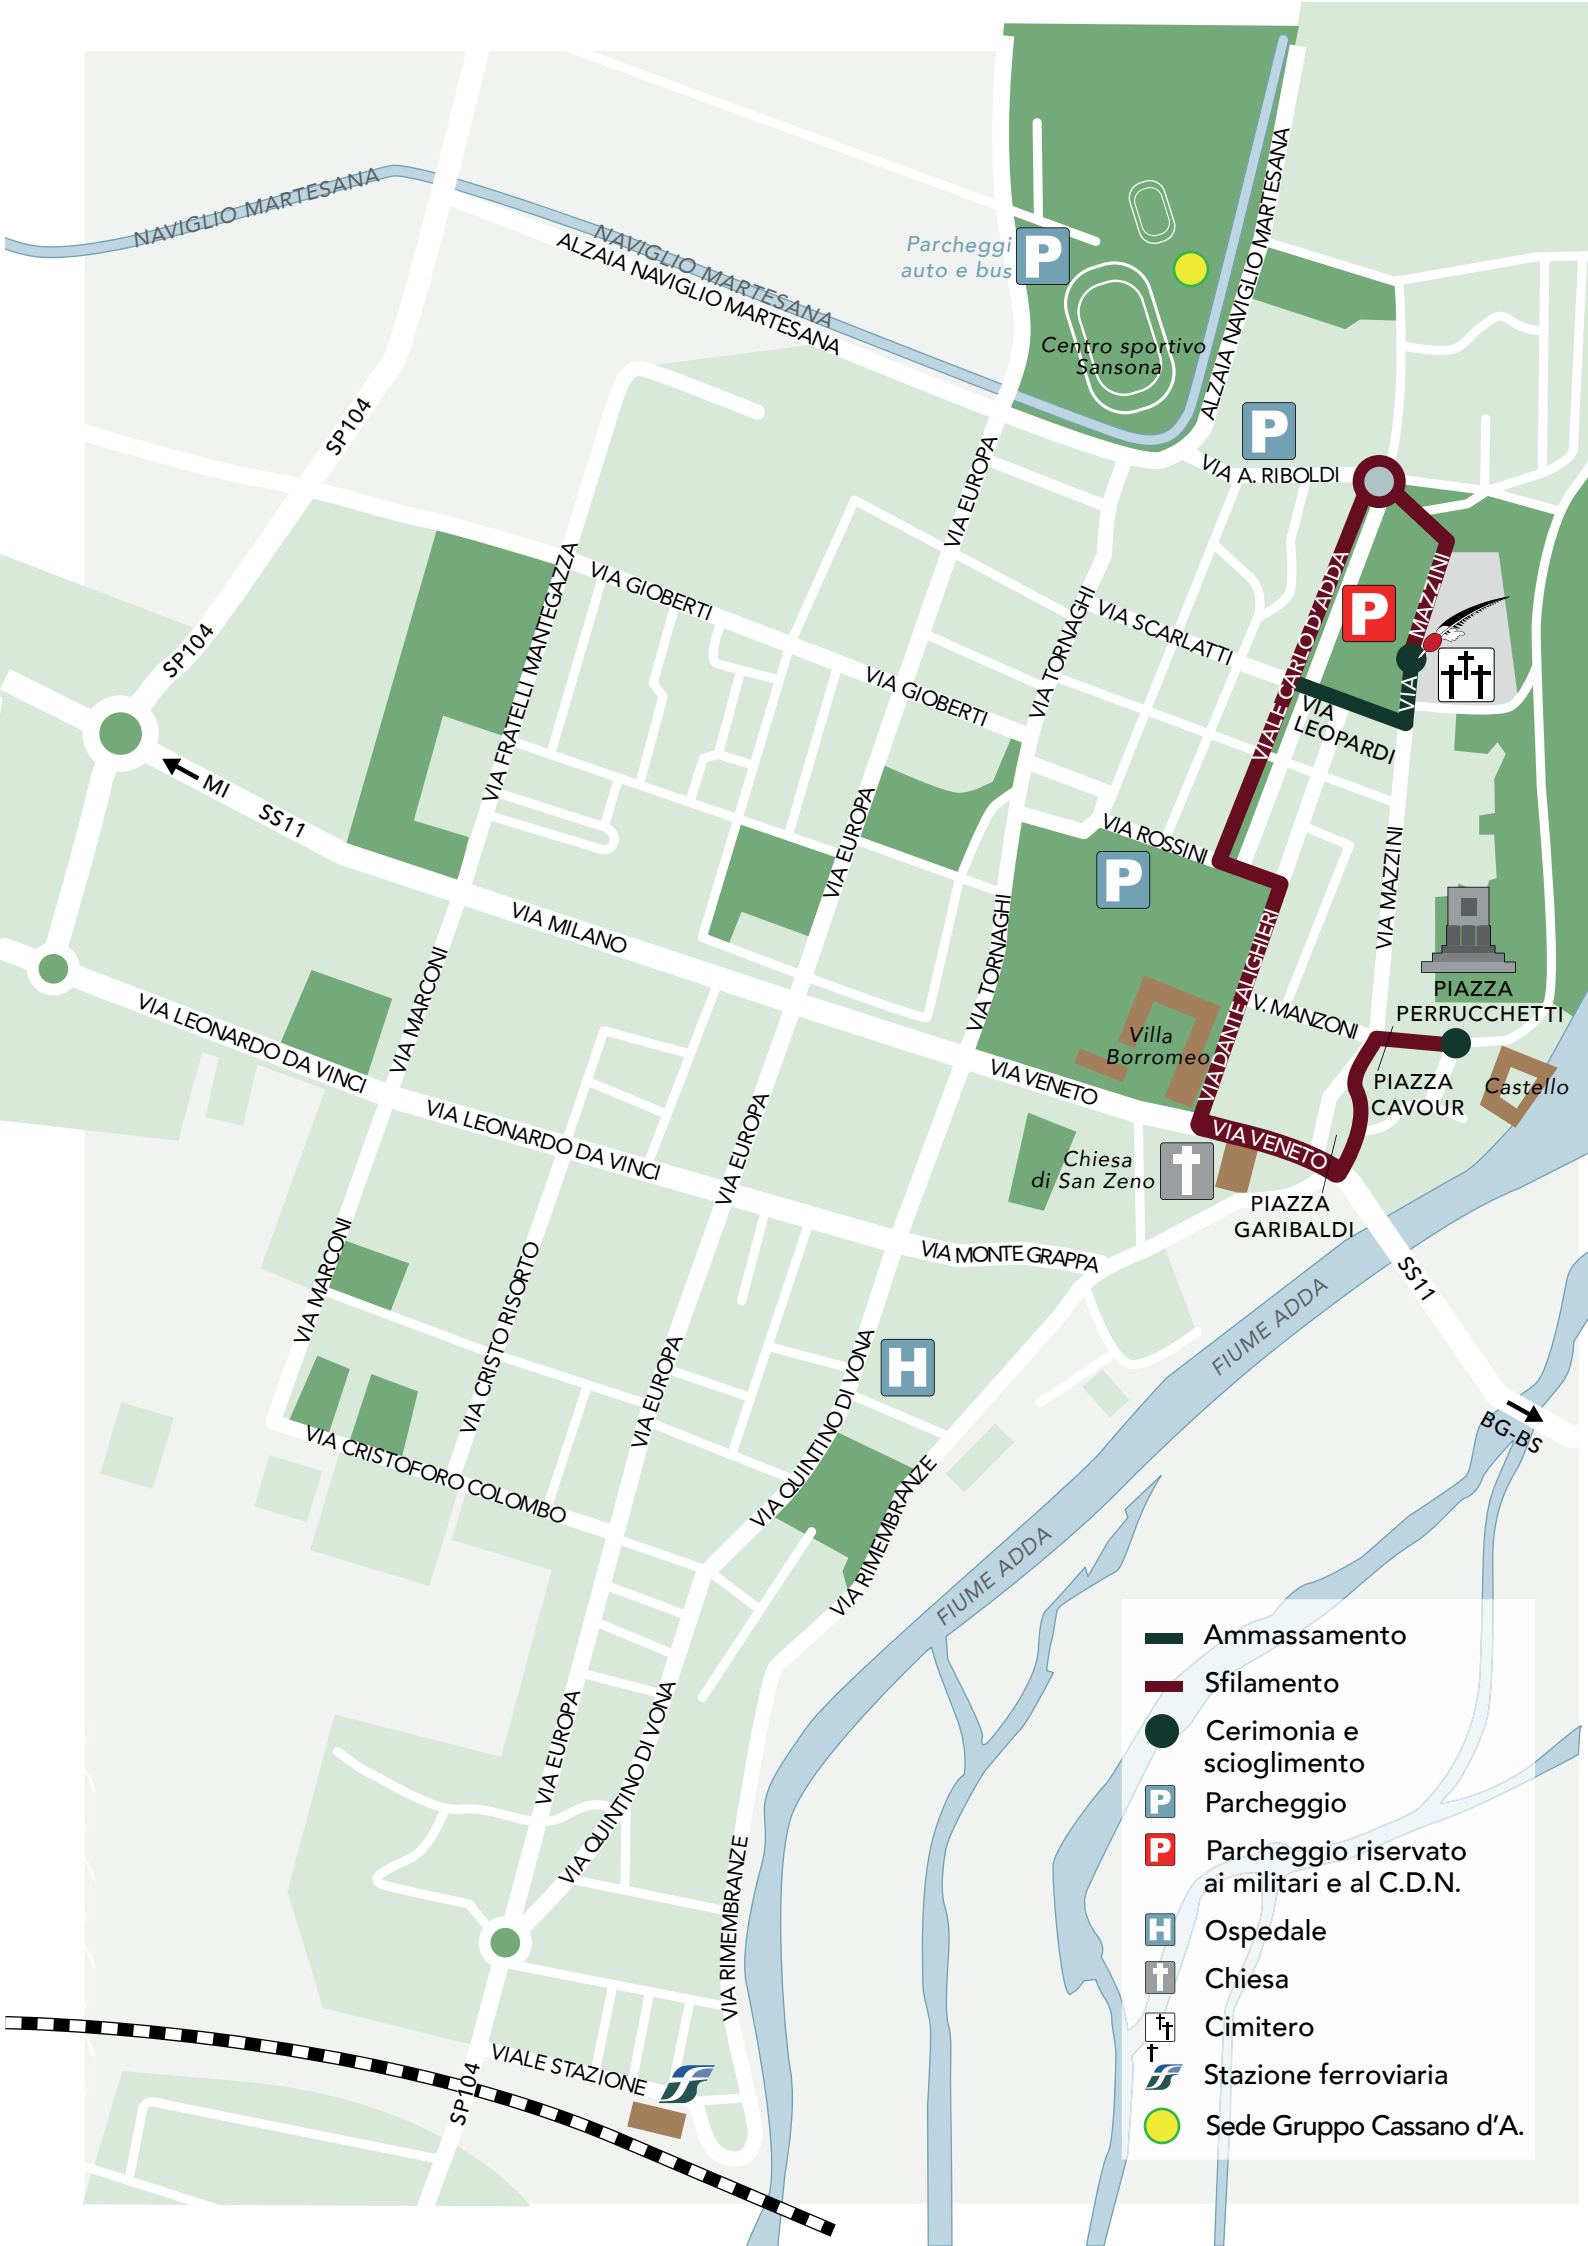 NAVIGLIO MARTESANA
NAVIGLIO MARTESANA
ALZAIA NAVIGLIO MARTESANA
ALZAIA NAVIGLIO MARTESANA
Parcheggi
auto e bus
P
Centro sportivo
Sansona
SP104
P
VIA A. RIBOLDI
VIA EUROPA
SP104
VIA FRATELLI MANTEGAZZA
VIA GIOBERTI
VIA GIOBERTI
VIA TORNAGHI
VIA SCARLATTI
VIALE CARLO D'ADDA
P
VIA MAZZINI
VIA
LEOPARDI
MI
SS11
VIA EUROPA
VIA ROSSINI
P
VIA MAZZINI
VIA MILANO
VIA TORNAGHI
VIA DANTE ALIGHIERI
V. MANZONI
PIAZZA
PERRUCCHETTI
VIA MARCONI
VIA LEONARDO DA VINCI
Villa
Borromeo
VIA VENETO
PIAZZA
CAVOUR
Castello
VIA LEONARDO DA VINCI
VIA EUROPA
VIA VENETO
Chiesa
di San Zeno
PIAZZA
GARIBALDI
VIA MONTE GRAPPA
SS11
VIA MARCONI
VIA CRISTO RISORTO
FIUME ADDA
H
VIA EUROPA
VIA QUINTINO DI VONA
BG-BS
VIA CRISTOFORO COLOMBO
VIA RIMEMBRANZE
FIUME ADDA
VIA EUROPA
VIA QUINTINO DI VONA
VIA RIMEMBRANZE
VIALE STAZIONE
SP104
Ammassamento
Sfilamento
Cerimonia e
scioglimento
P Parcheggio
P Parcheggio riservato
ai militari e al C.D.N.
H Ospedale
Chiesa
Cimitero
Stazione ferroviaria
Sede Gruppo Cassano d'A.